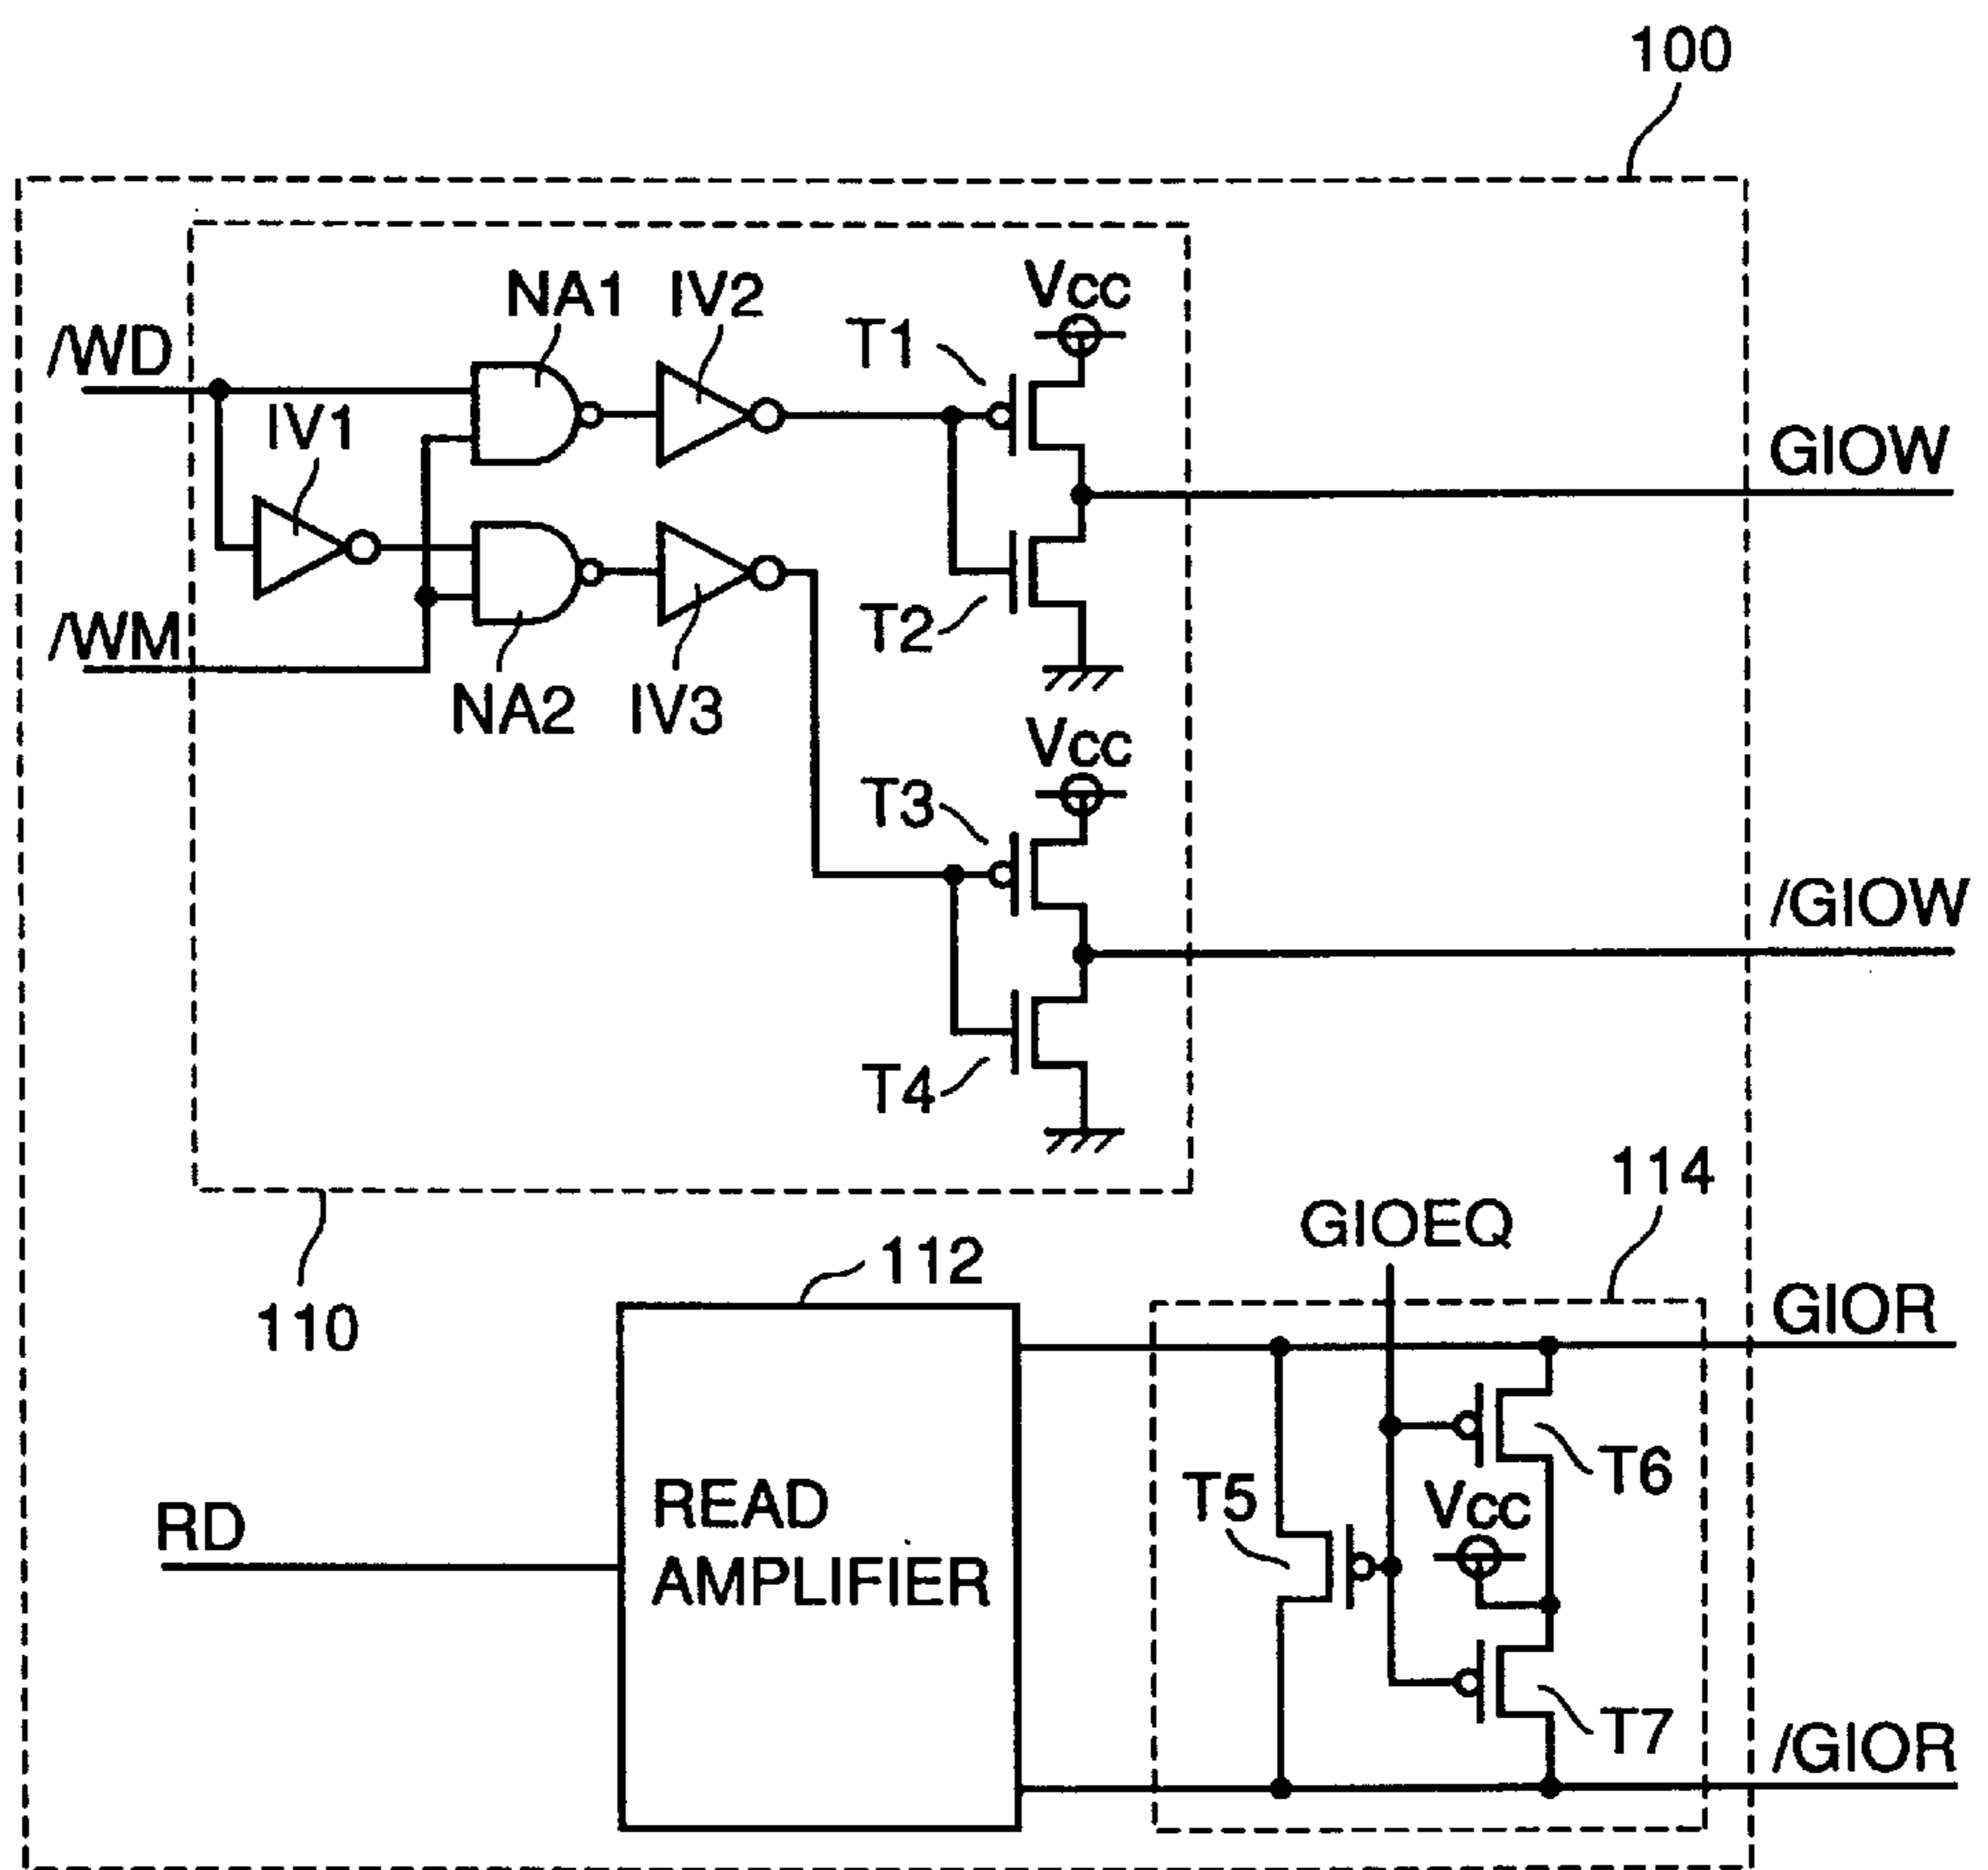 100
/WD
NA1
IV2
T1
Vcc
IV1
GIOW
/WM
T2
NA2
IV3
Vcc
T3
/GIOW
T4
114
GIOEQ
112
110
GIOR
T6
T5
Vcc
RD
READ
AMPLIFIER
T7
/GIOR